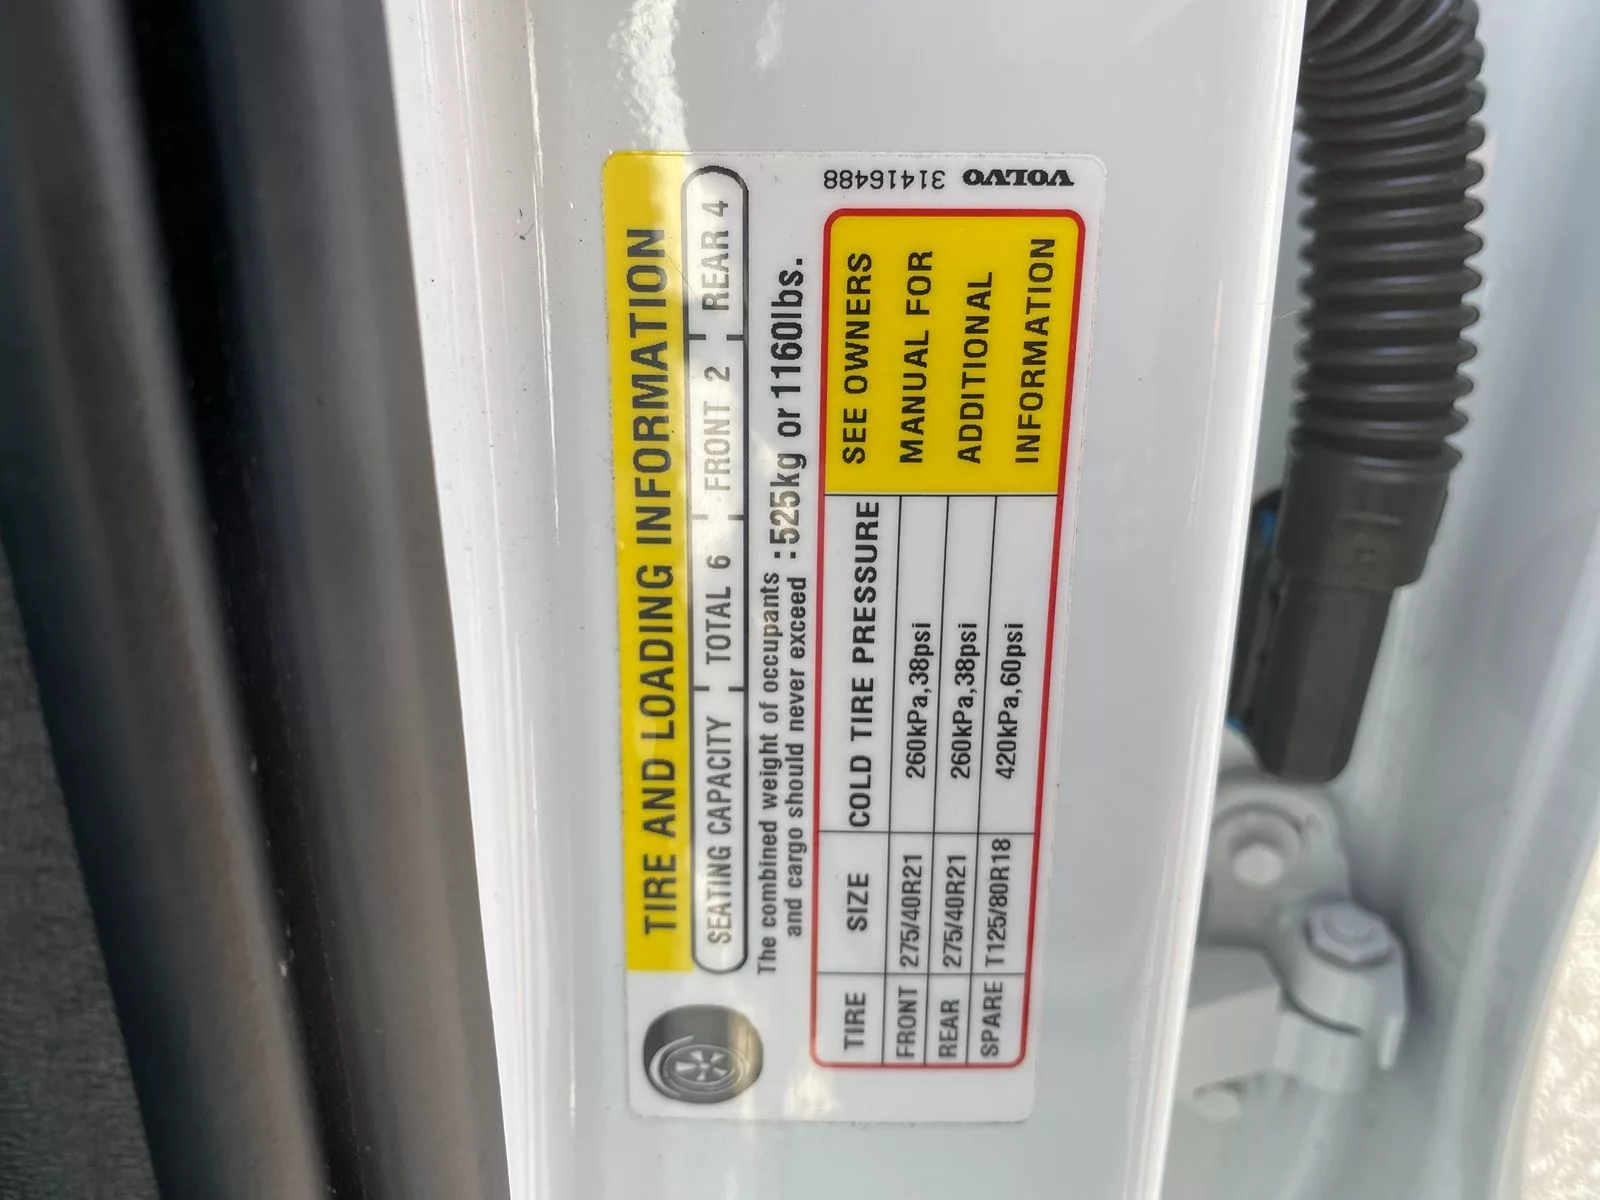 TIRE AND LOADING INFORMATION
SEATING CAPACITY TOTAL 6 FRONT 2 REAR 4
The combined weight of occupants
and cargo should never exceed :525kg or 1160lbs.
TIRE SIZE COLD TIRE PRESSURE
FRONT 275/40R21 260kPa,38psi
REAR 275/40R21 260kPa,38psi
SPARE T125/80R18 420kPa,60psi
SEE OWNERS
MANUAL FOR
ADDITIONAL
INFORMATION
VOLVO 31416488